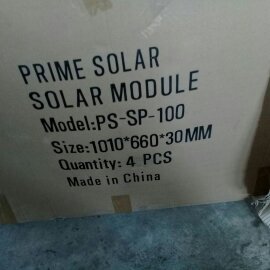 PRIME SOLAR
SOLAR MODULE
Model:PS-SP-100
Size:1010*660*30MM
Quantity: 4 PCS
Made in China